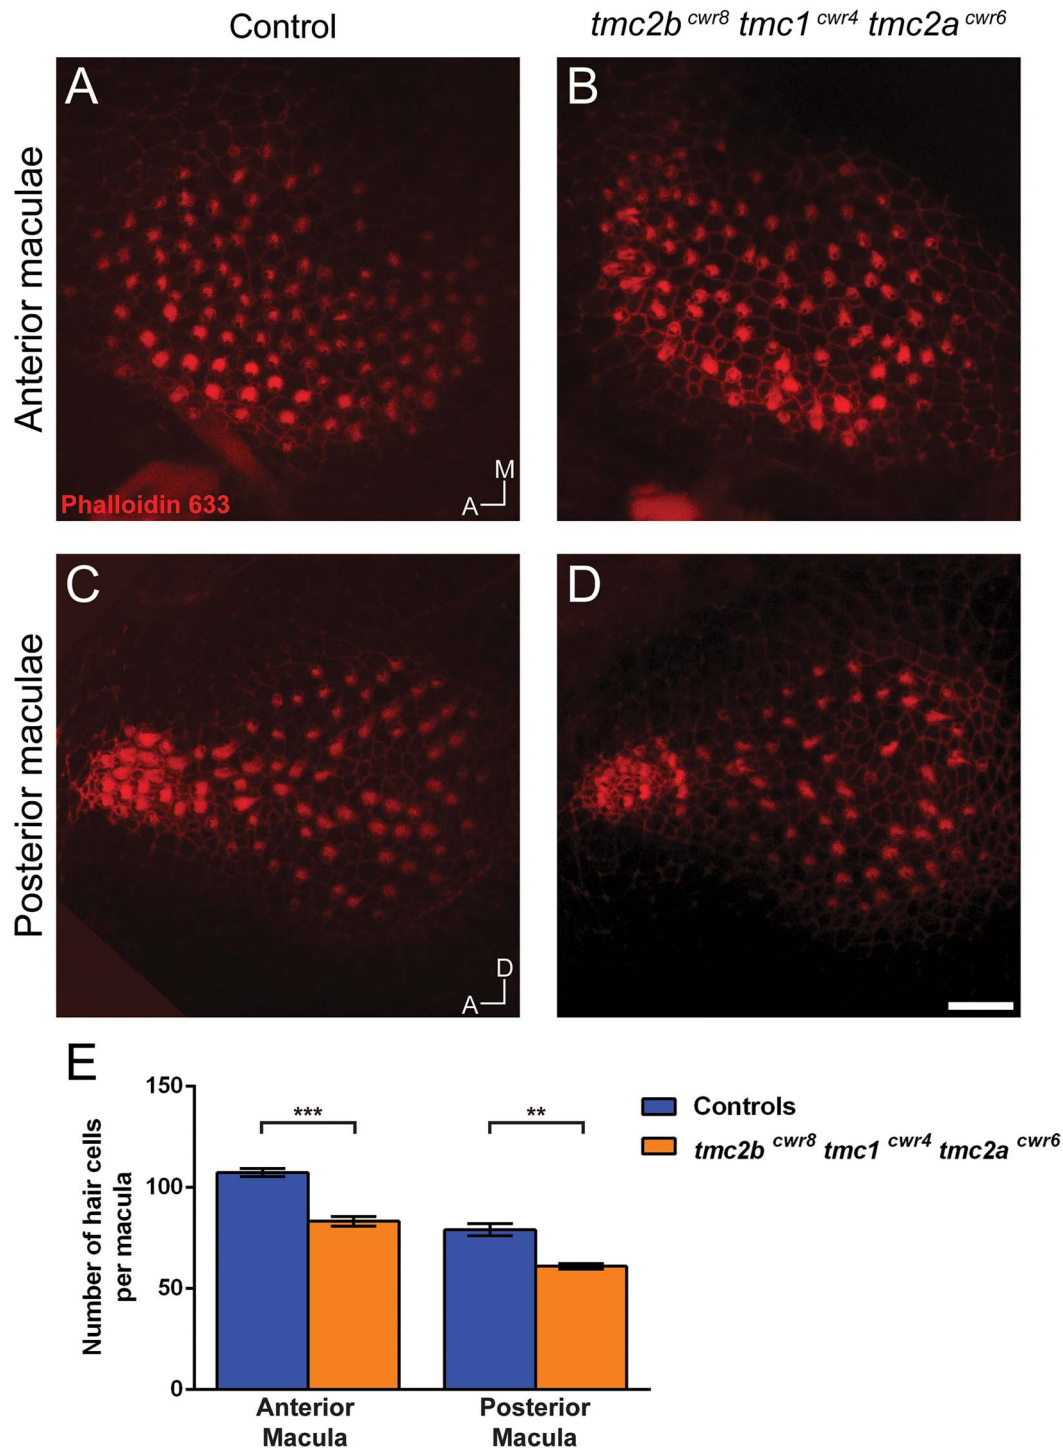 Control
tmc2b cwr8 tmc1 cwr4 tmc2a cwr6
Anterior maculae
A
B
Phalloidin 633
M
A
Posterior maculae
C
D
D
A
E
Number of hair cells
per macula
150
100
50
0
***
**
Anterior
Macula
Posterior
Macula
Controls
tmc2b cwr8 tmc1 cwr4 tmc2a cwr6